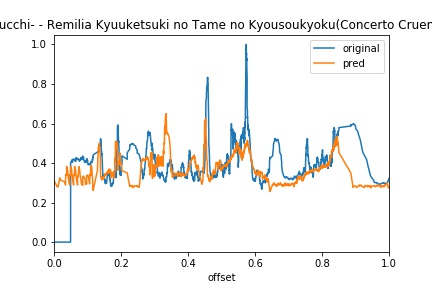 ucchi- - Remilia Kyuuketsuki no Tame no Kyousoukyoku(Concerto Cruen
original
pred
1.0
0.8
0.6
0.4
0.2
0.0
0.0 0.2 0.4 0.6 0.8 1.0
offset